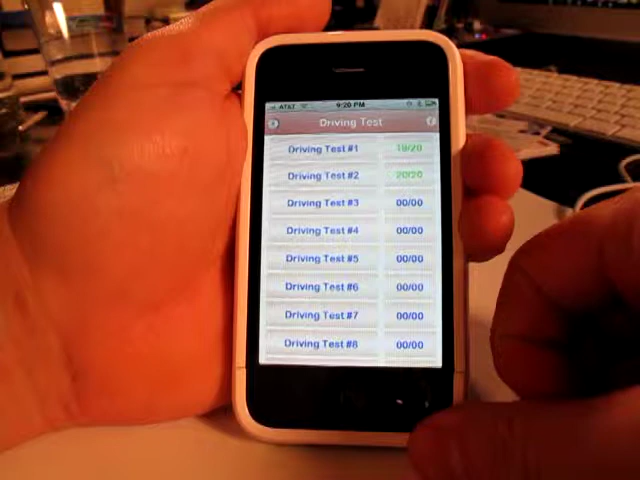 AT&T 9:20 PM
Driving Test
Driving Test #1 19/20
Driving Test #2 20/20
Driving Test #3 00/00
Driving Test #4 00/00
Driving Test #5 00/00
Driving Test #6 00/00
Driving Test #7 00/00
Driving Test #8 00/00